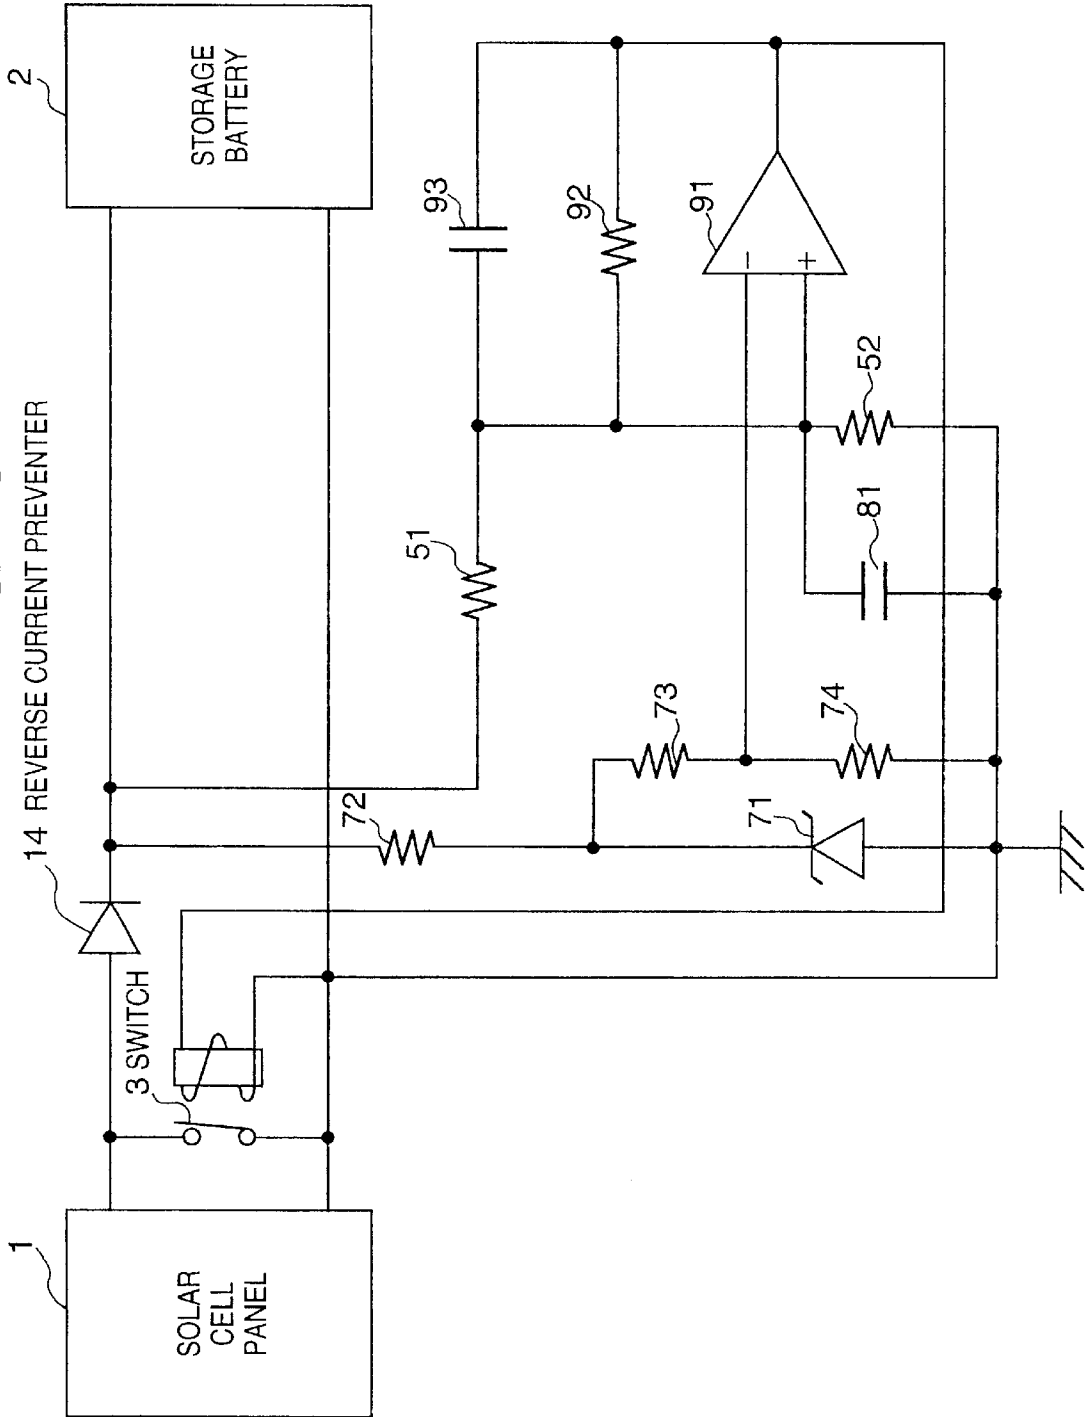 1
SOLAR
CELL
PANEL
3 SWITCH
14 REVERSE CURRENT PREVENTER
2
STORAGE
BATTERY
72
51
93
92
91
-
+
73
71
74
81
52